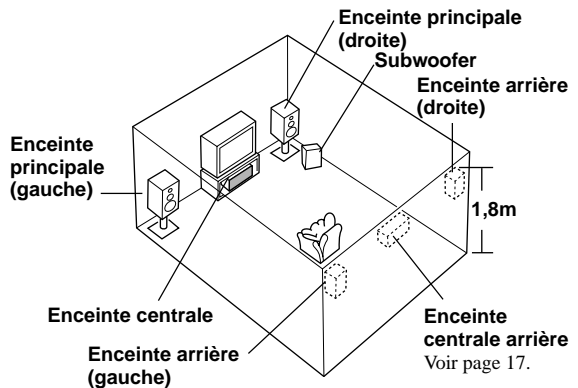 Enceinte principale
(droite)
Subwoofer
Enceinte arrière
(droite)
Enceinte
principale
(gauche)
1,8m
Enceinte centrale
Enceinte arrière
(gauche)
Enceinte
centrale arrière
Voir page 17.